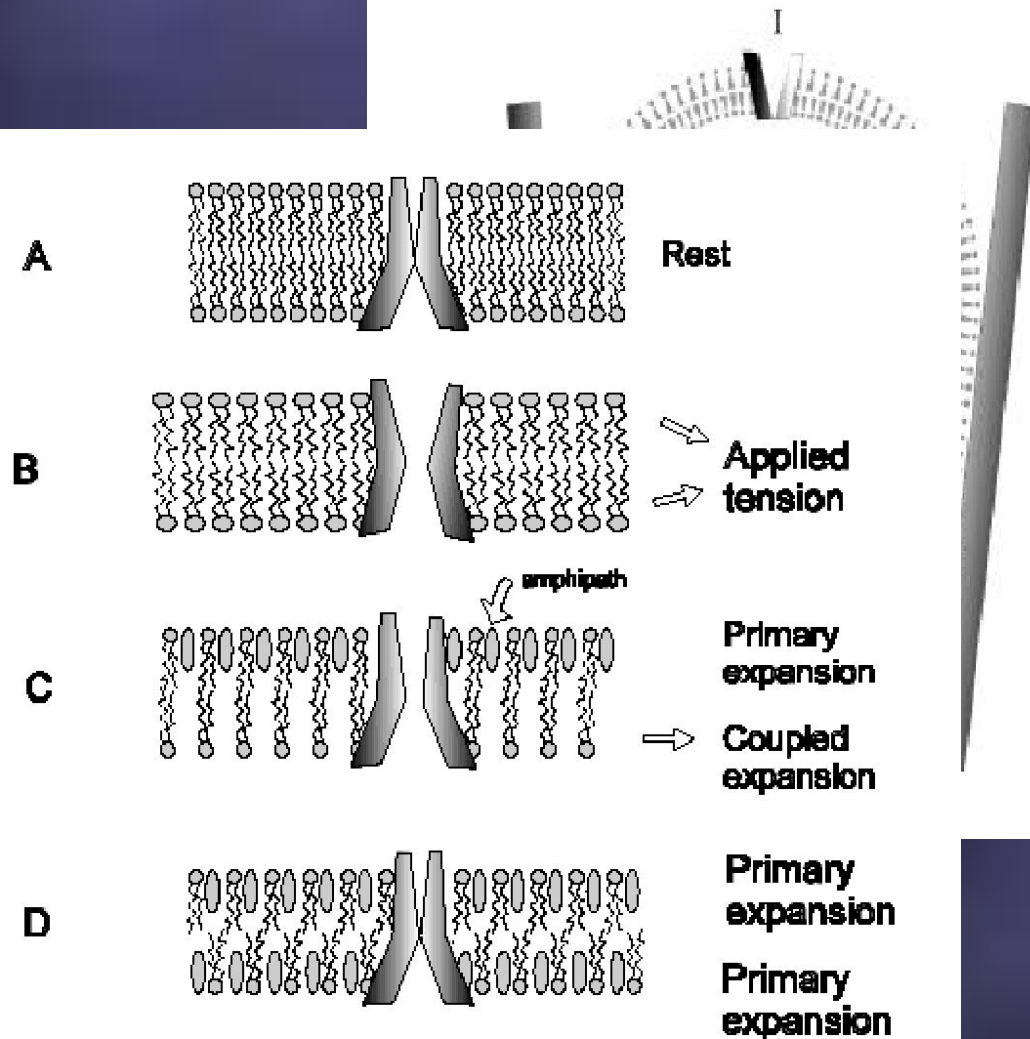 I
A
Rest
B
Applied
tension
amphipath
C
Primary
expansion
Coupled
expansion
D
Primary
expansion
Primary
expansion